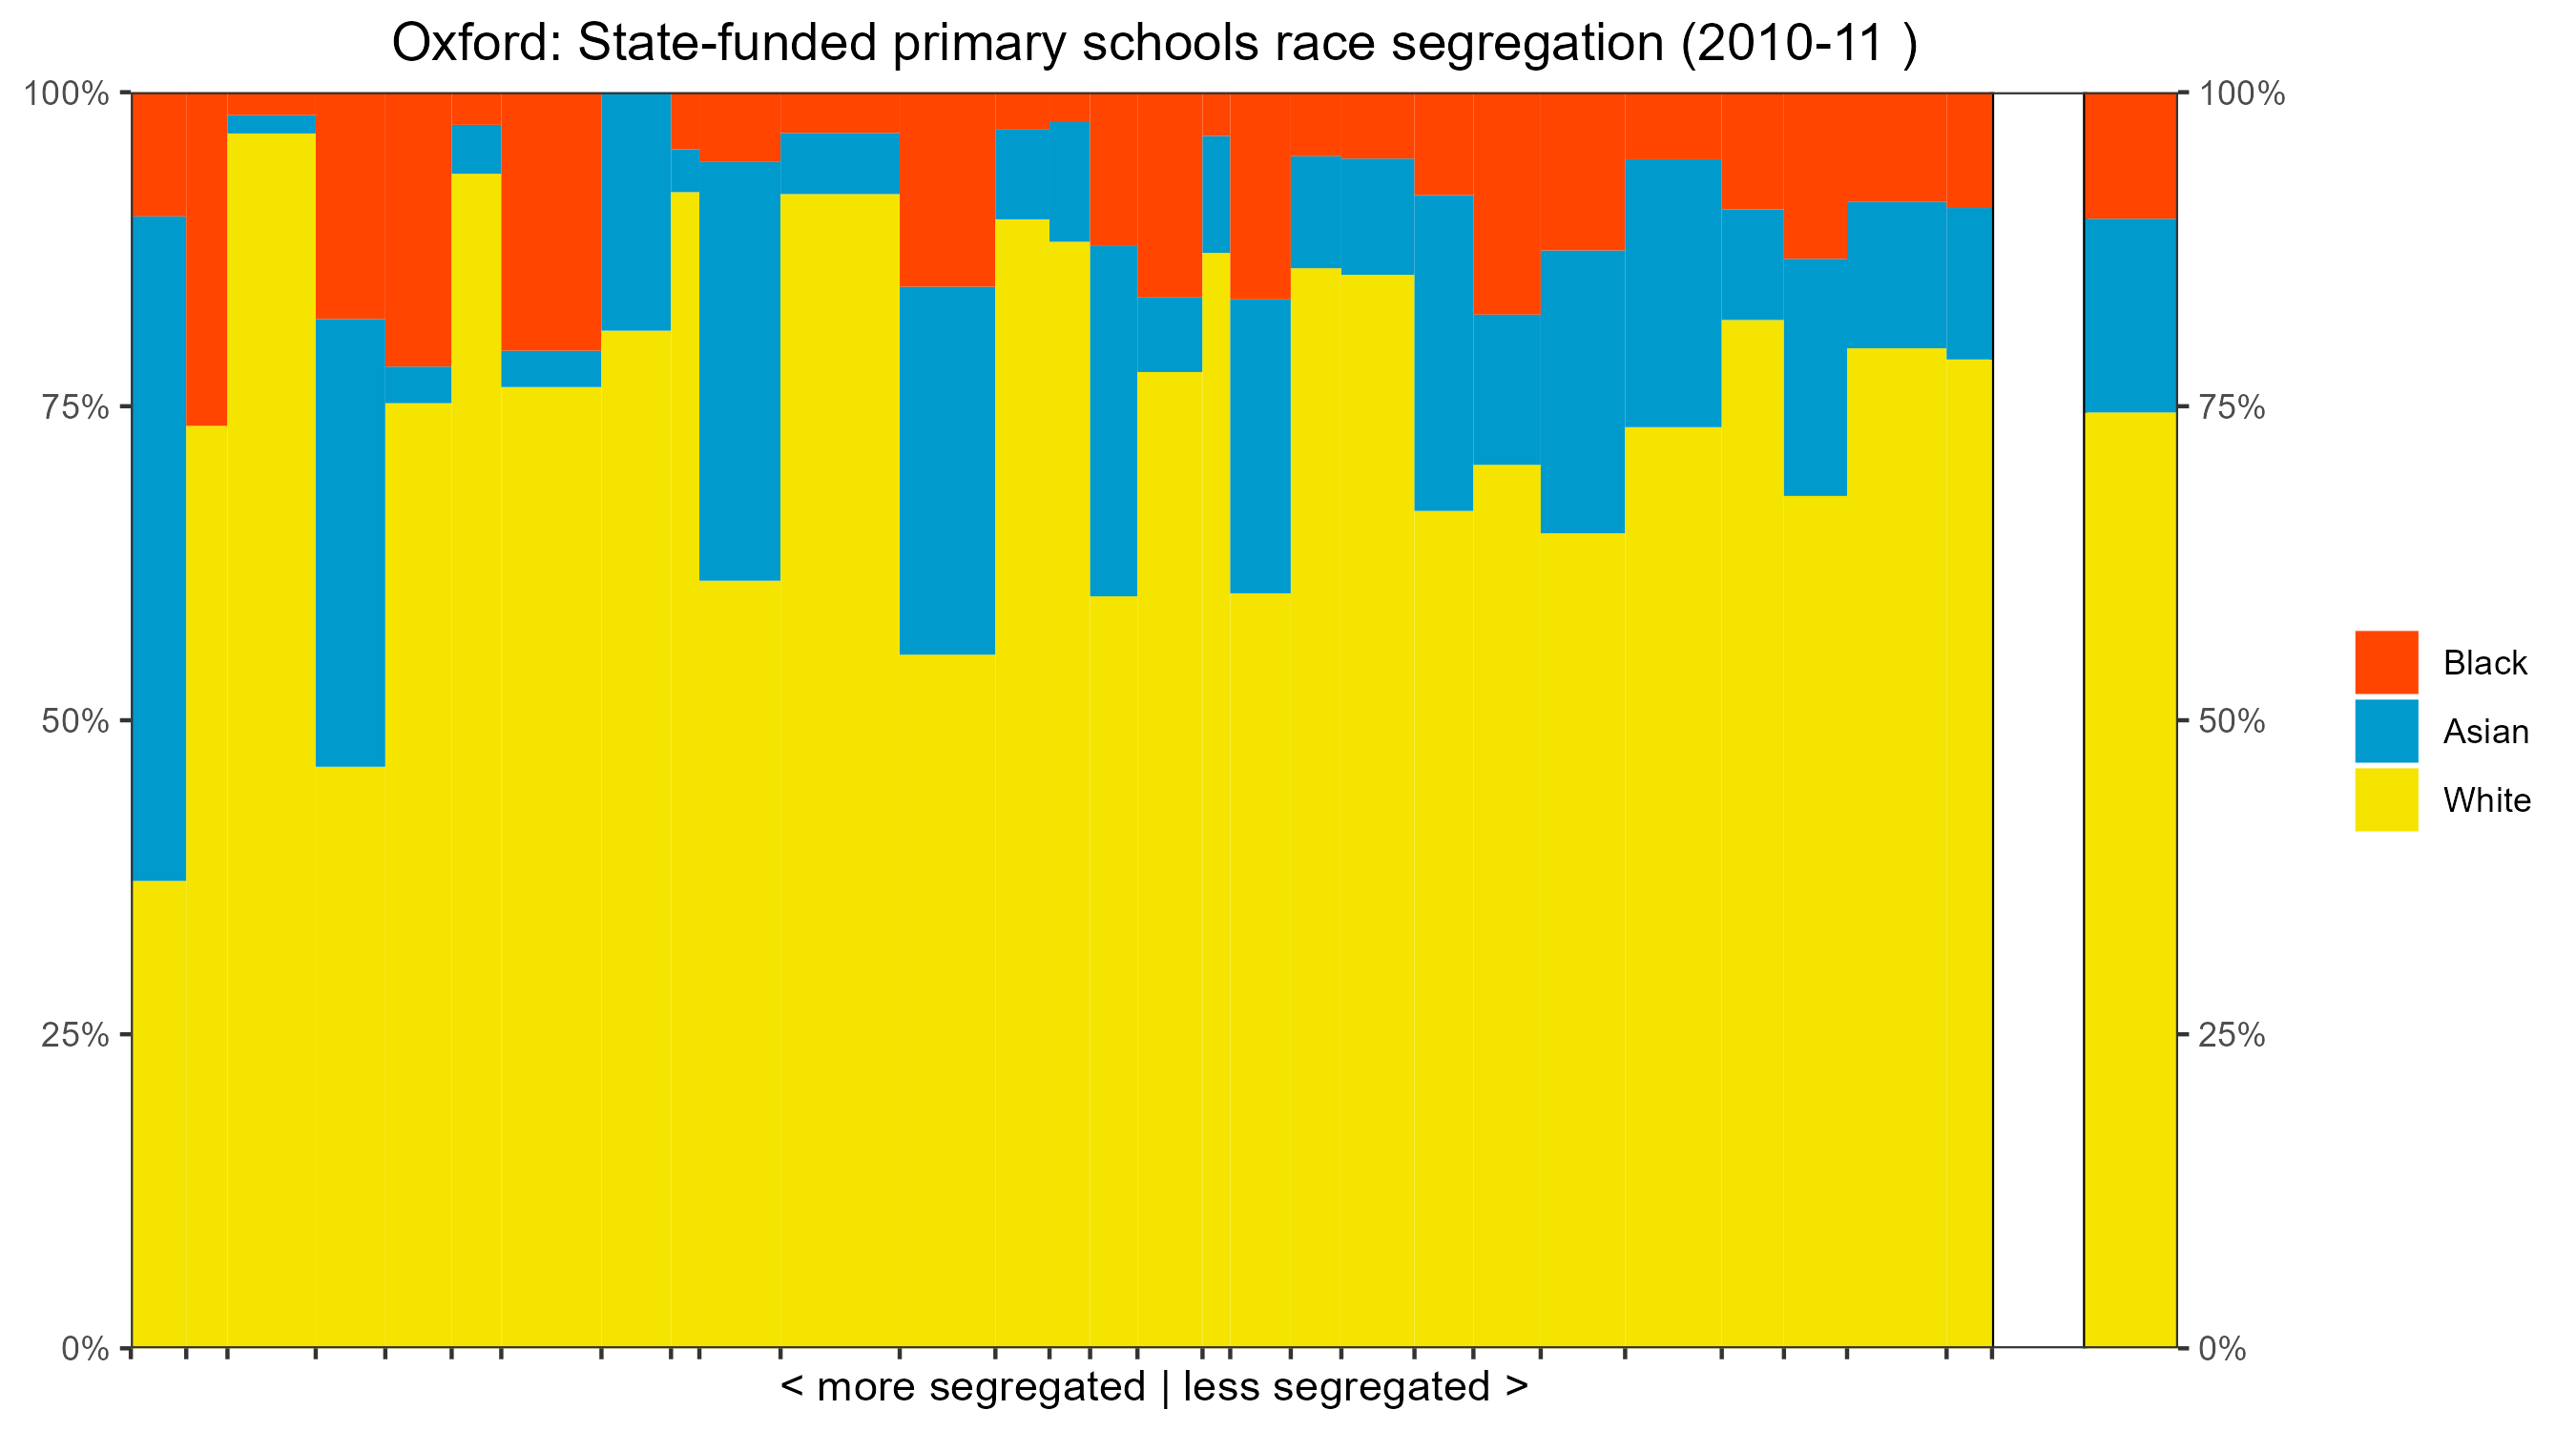 Oxford: State-funded primary schools race segregation (2010-11 )
100%
75%
50%
25%
0%
100%
75%
50%
25%
0%
Black
Asian
White
< more segregated | less segregated >